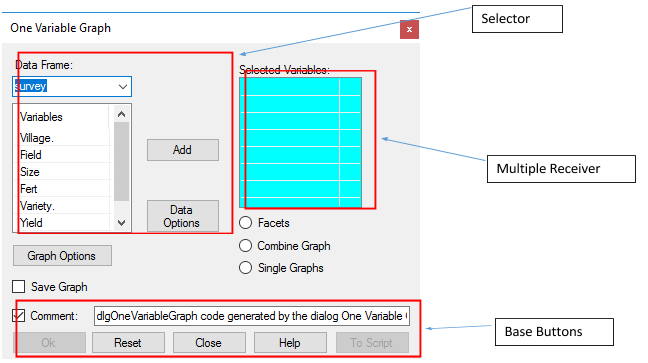 One Variable Graph
x
Selector
Data Frame:
survey
Selected Variables:
Variables
Village.
Field
Size
Fert
Variety.
Yield
Add
Data
Options
Multiple Receiver
Facets
Combine Graph
Single Graphs
Graph Options
Save Graph
Comment:
dlgOneVariableGraph code generated by the dialog One Variable
Ok
Reset
Close
Help
To Script
Base Buttons